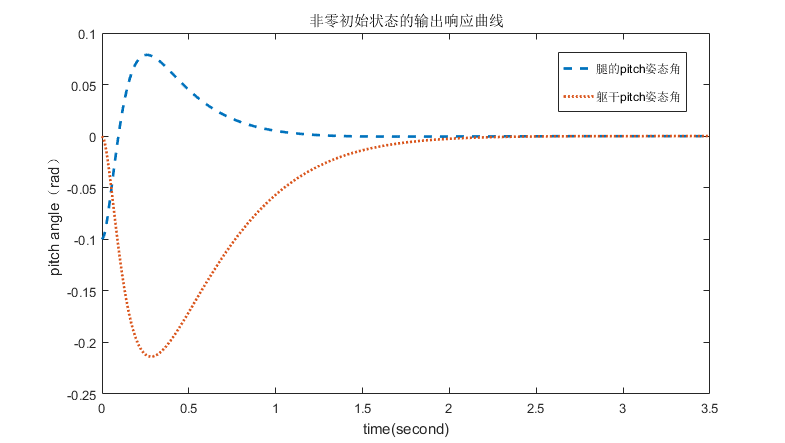 非零初始状态的输出响应曲线
腿的pitch姿态角
躯干pitch姿态角
pitch angle（rad）
0.1
0.05
0
-0.05
-0.1
-0.15
-0.2
-0.25
0 0.5 1 1.5 2 2.5 3 3.5
time(second)